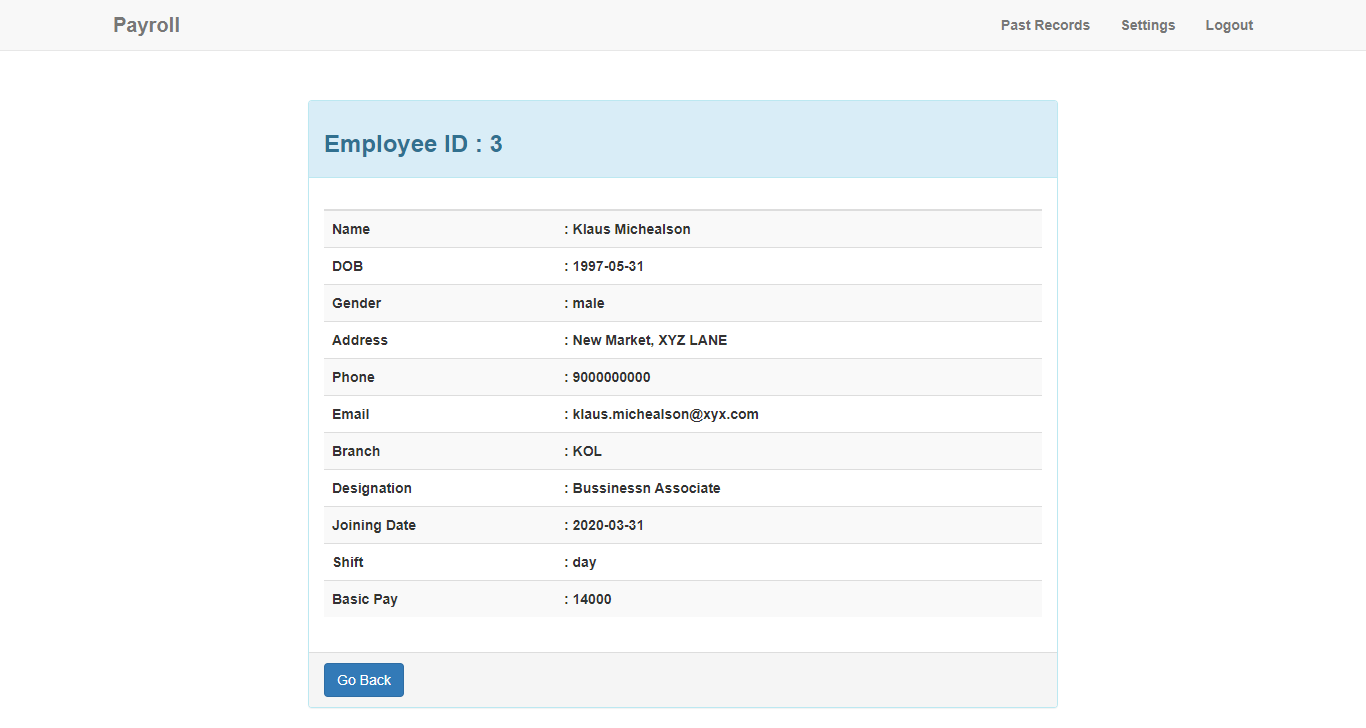 Payroll Past Records Settings Logout
Employee ID : 3
Name : Klaus Michealson
DOB : 1997-05-31
Gender : male
Address : New Market, XYZ LANE
Phone : 9000000000
Email : klaus.michealson@xyx.com
Branch : KOL
Designation : Bussinessn Associate
Joining Date : 2020-03-31
Shift : day
Basic Pay : 14000
Go Back